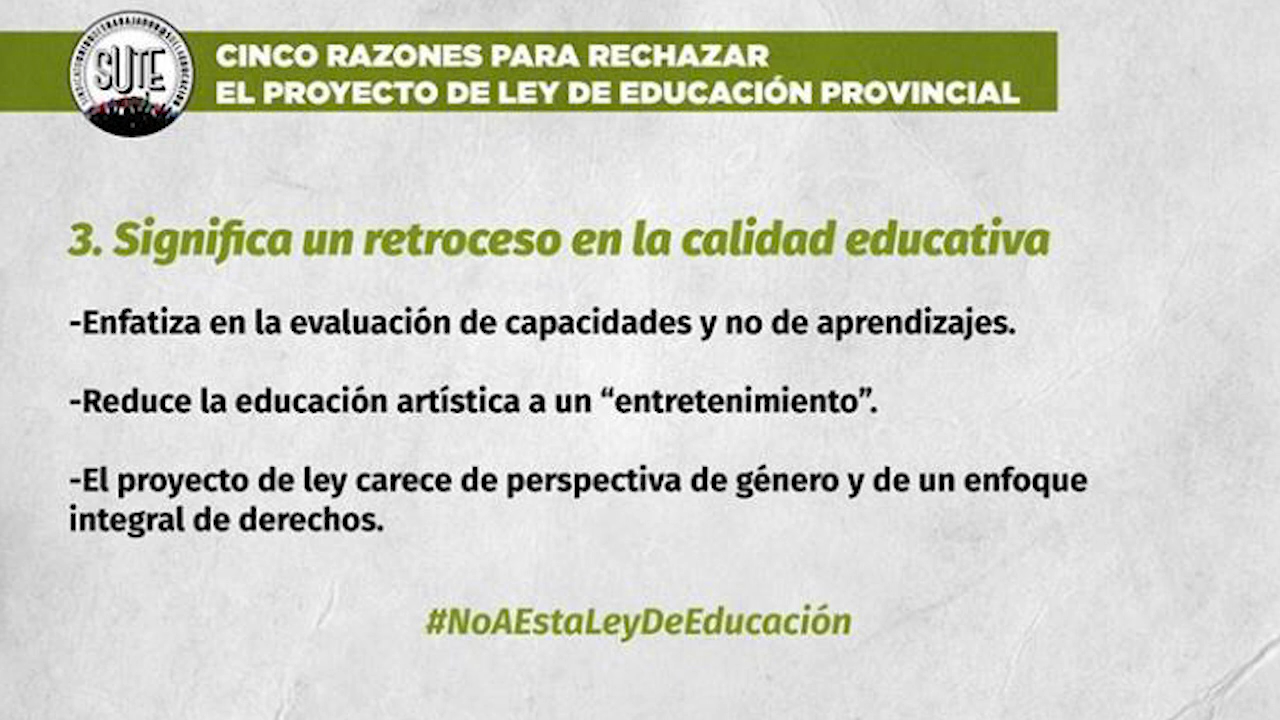 SUTE
CINCO RAZONES PARA RECHAZAR
EL PROYECTO DE LEY DE EDUCACIÓN PROVINCIAL
3. Significa un retroceso en la calidad educativa
-Enfatiza en la evaluación de capacidades y no de aprendizajes.
-Reduce la educación artística a un “entretenimiento”.
-El proyecto de ley carece de perspectiva de género y de un enfoque
integral de derechos.
#NoAEstaLeyDeEducación